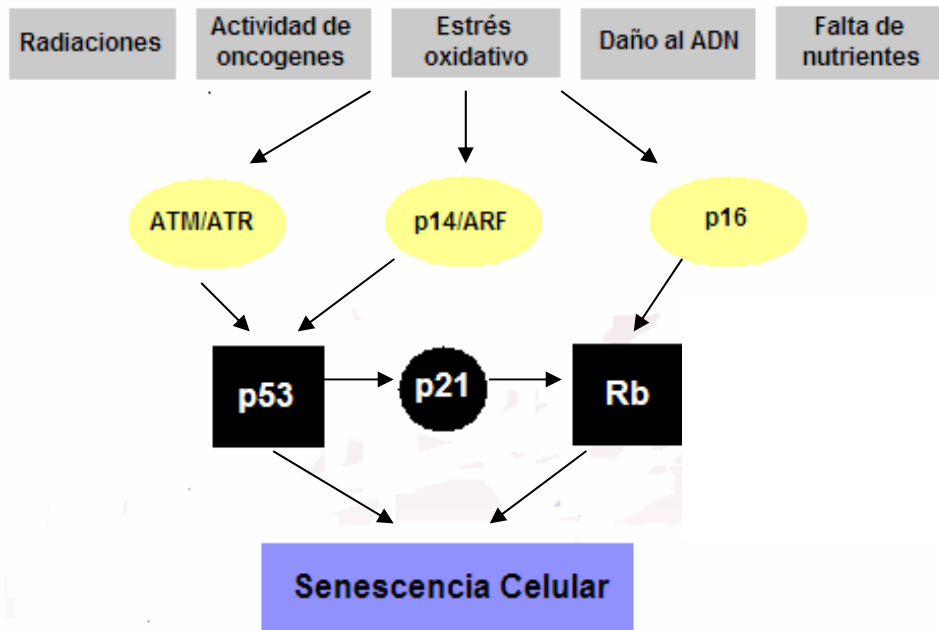 Radiaciones
Actividad de
oncogenes
Estrés
oxidativo
Daño al ADN
Falta de
nutrientes
ATM/ATR
p14/ARF
p16
p53
p21
Rb
Senescencia Celular